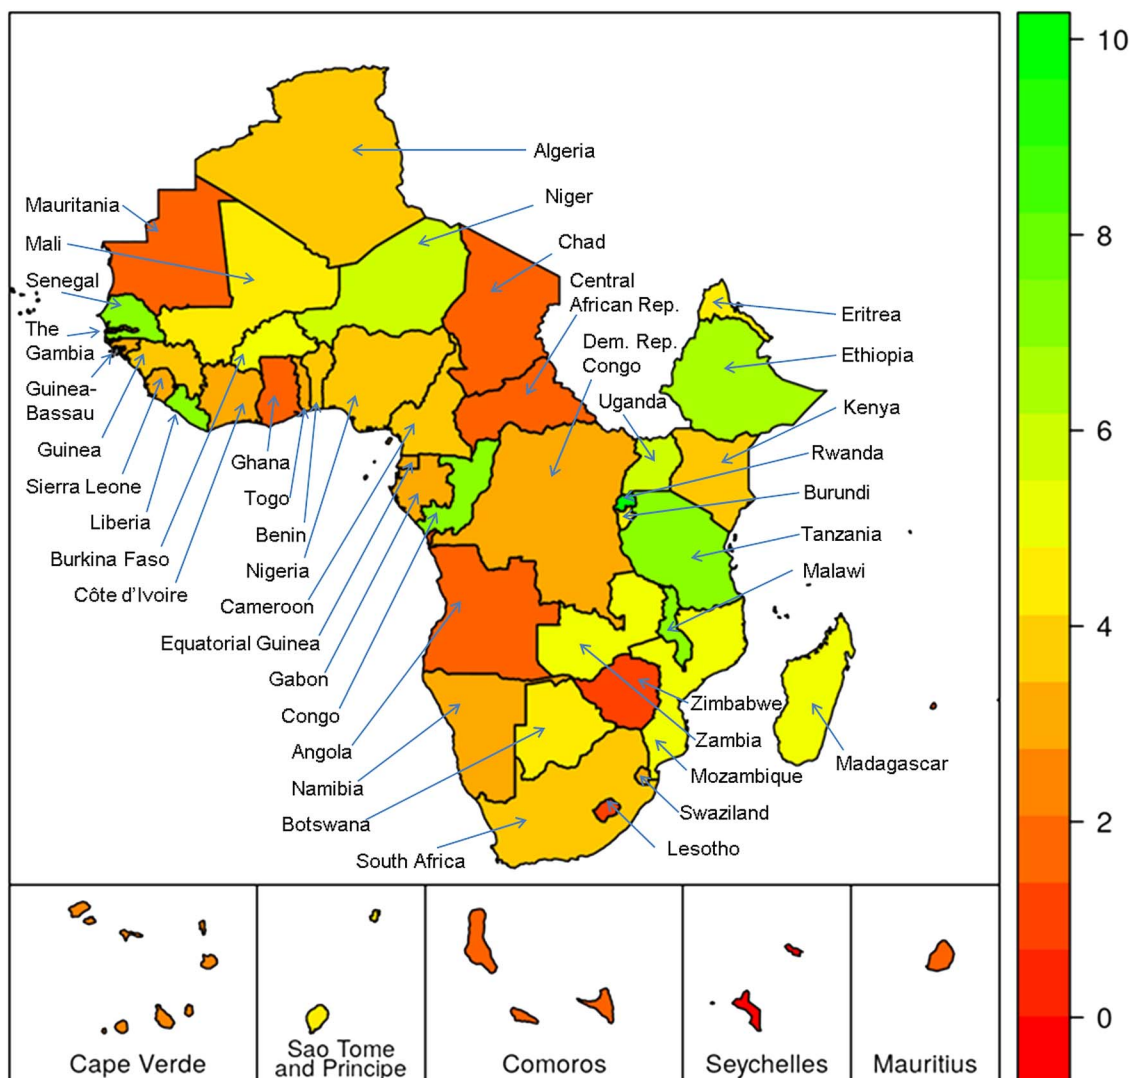 10
Algeria
Niger
Mauritania
Chad
8
Mali
Central
African Rep.
Senegal
Eritrea
The
Gambia
Dem. Rep.
Congo
Ethiopia
Guinea-
Bassau
Uganda
Kenya
6
Guinea
Rwanda
Ghana
Sierra Leone
Burundi
Togo
Liberia
Benin
Tanzania
Burkina Faso
Nigeria
Malawi
Côte d'Ivoire
Cameroon
4
Equatorial Guinea
Gabon
Zimbabwe
Congo
Zambia
Angola
Madagascar
Mozambique
Namibia
Swaziland
Botswana
2
Lesotho
South Africa
0
Cape Verde
Sao Tome
and Principe
Comoros
Seychelles
Mauritius